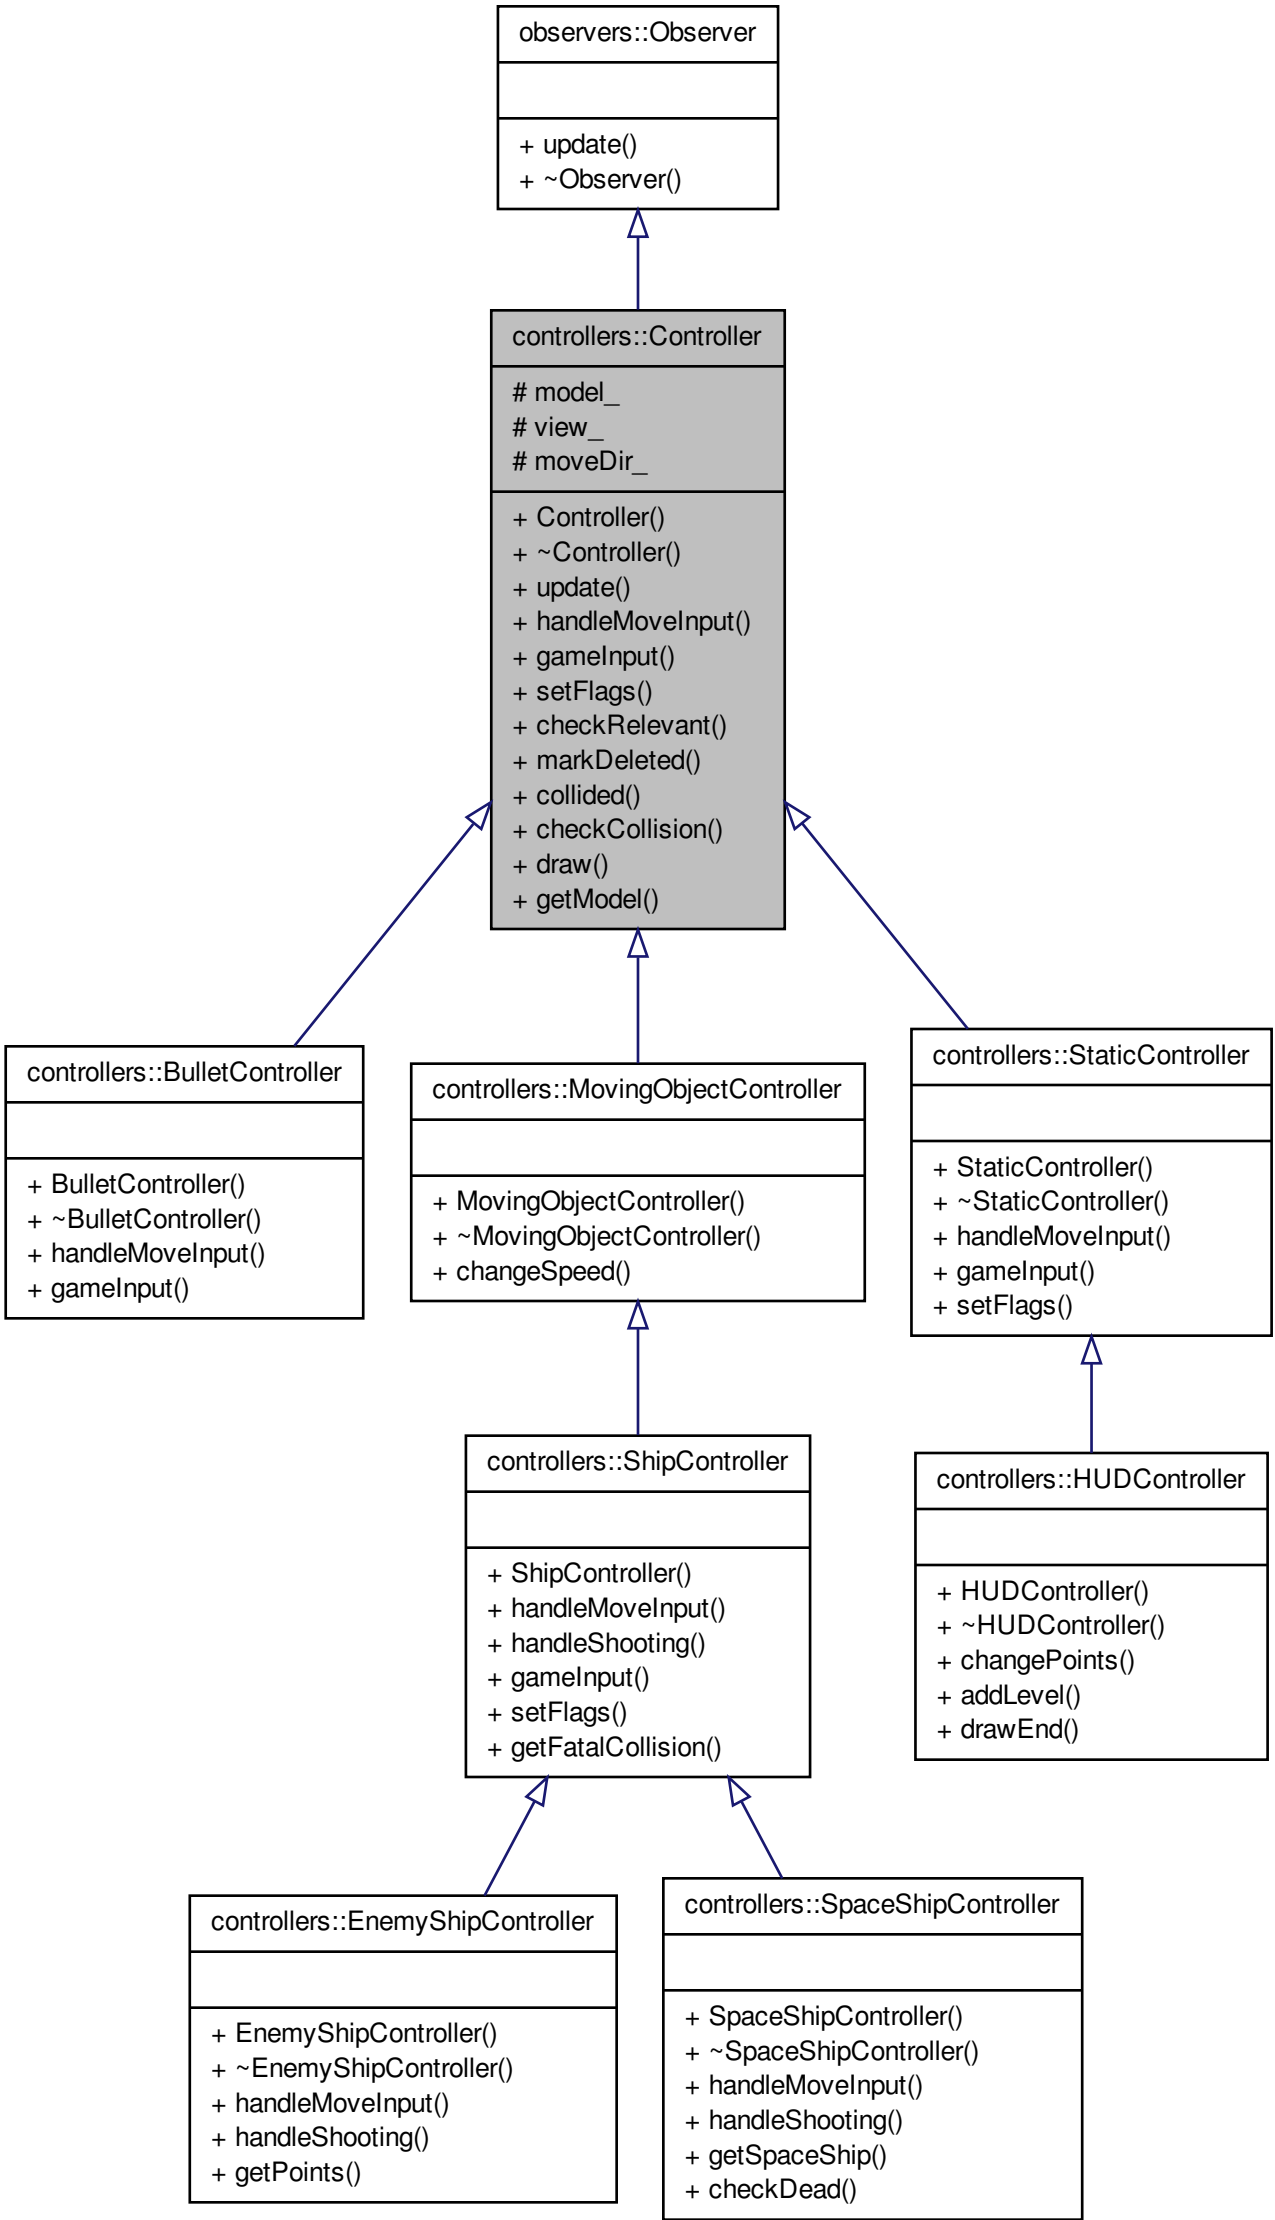 observers::Observer
+ update()
+ ~Observer()
controllers::Controller
# model_
# view_
# moveDir_
+ Controller()
+ ~Controller()
+ update()
+ handleMoveInput()
+ gameInput()
+ setFlags()
+ checkRelevant()
+ markDeleted()
+ collided()
+ checkCollision()
+ draw()
+ getModel()
controllers::BulletController
+ BulletController()
+ ~BulletController()
+ handleMoveInput()
+ gameInput()
controllers::MovingObjectController
+ MovingObjectController()
+ ~MovingObjectController()
+ changeSpeed()
controllers::StaticController
+ StaticController()
+ ~StaticController()
+ handleMoveInput()
+ gameInput()
+ setFlags()
controllers::ShipController
+ ShipController()
+ handleMoveInput()
+ handleShooting()
+ gameInput()
+ setFlags()
+ getFatalCollision()
controllers::HUDController
+ HUDController()
+ ~HUDController()
+ changePoints()
+ addLevel()
+ drawEnd()
controllers::EnemyShipController
+ EnemyShipController()
+ ~EnemyShipController()
+ handleMoveInput()
+ handleShooting()
+ getPoints()
controllers::SpaceShipController
+ SpaceShipController()
+ ~SpaceShipController()
+ handleMoveInput()
+ handleShooting()
+ getSpaceShip()
+ checkDead()